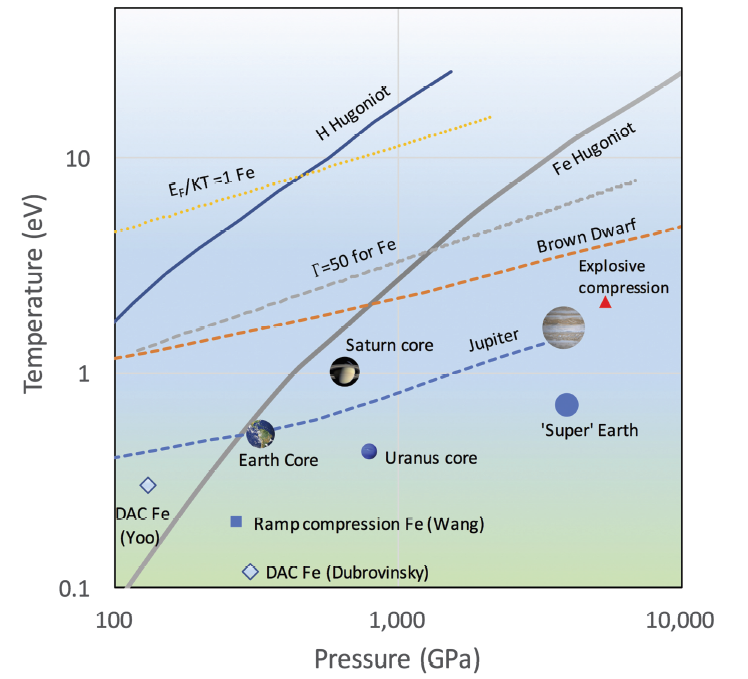 H Hugoniot
E_F/KT =1 Fe
10
Fe Hugoniot
Γ=50 for Fe
Brown Dwarf
Explosive
compression
Temperature (eV)
Saturn core
Jupiter
1
'Super' Earth
Earth Core
Uranus core
DAC Fe
(Yoo)
Ramp compression Fe (Wang)
DAC Fe (Dubrovinsky)
0.1
100
1,000
10,000
Pressure (GPa)